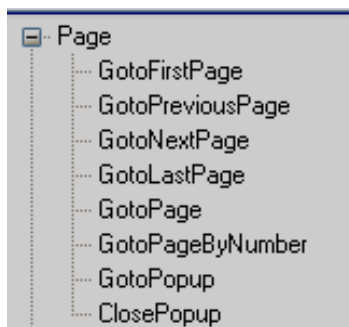 Page
GotoFirstPage
GotoPreviousPage
GotoNextPage
GotoLastPage
GotoPage
GotoPageByNumber
GotoPopup
ClosePopup